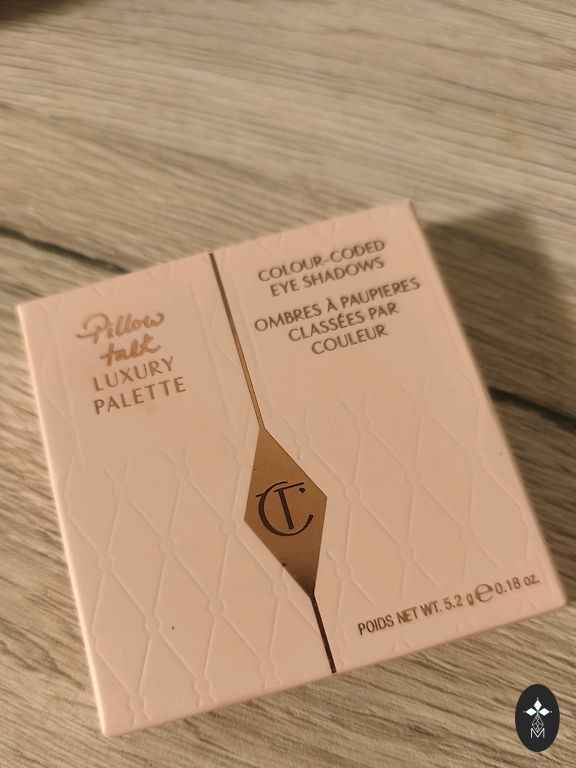 Pillow
talk
LUXURY
PALETTE
COLOUR-CODED
EYE SHADOWS
OMBRES À PAUPIERES
CLASSÉES PAR
COULEUR
CT
POIDS NET WT. 5.2 g ℮ 0.18 oz.
M